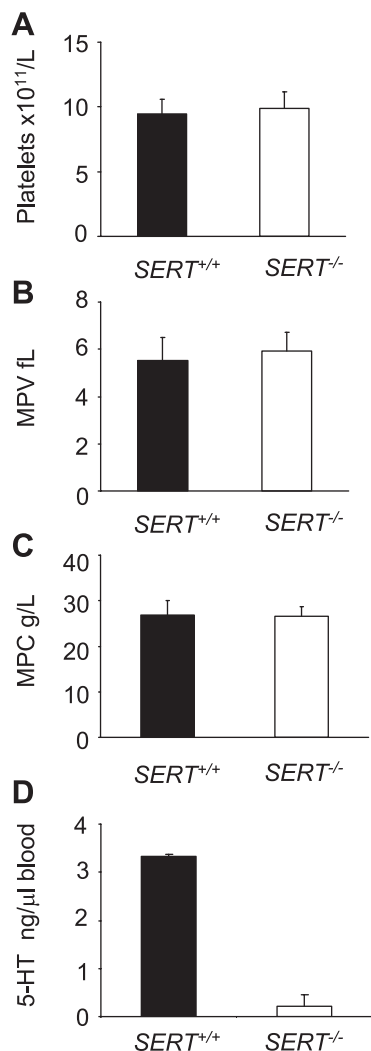 A
Platelets x10¹¹/L
15
10
5
0
SERT⁺/⁺
SERT⁻/⁻
B
MPV fL
8
6
4
2
0
SERT⁺/⁺
SERT⁻/⁻
C
MPC g/L
40
30
20
10
0
SERT⁺/⁺
SERT⁻/⁻
D
5-HT ng/µl blood
4
3
2
1
0
SERT⁺/⁺
SERT⁻/⁻